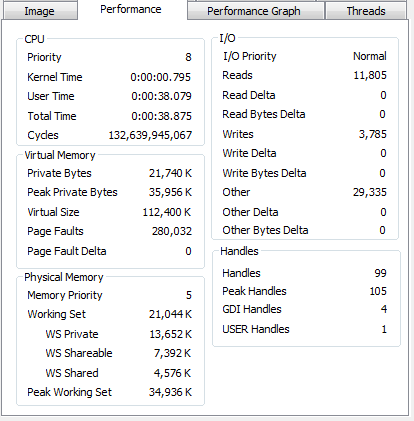 Image Performance Performance Graph Threads
CPU
Priority 8
Kernel Time 0:00:00.795
User Time 0:00:38.079
Total Time 0:00:38.875
Cycles 132,639,945,067
Virtual Memory
Private Bytes 21,740 K
Peak Private Bytes 35,956 K
Virtual Size 112,400 K
Page Faults 280,032
Page Fault Delta 0
Physical Memory
Memory Priority 5
Working Set 21,044 K
WS Private 13,652 K
WS Shareable 7,392 K
WS Shared 4,576 K
Peak Working Set 34,936 K
I/O
I/O Priority Normal
Reads 11,805
Read Delta 0
Read Bytes Delta 0
Writes 3,785
Write Delta 0
Write Bytes Delta 0
Other 29,335
Other Delta 0
Other Bytes Delta 0
Handles
Handles 99
Peak Handles 105
GDI Handles 4
USER Handles 1